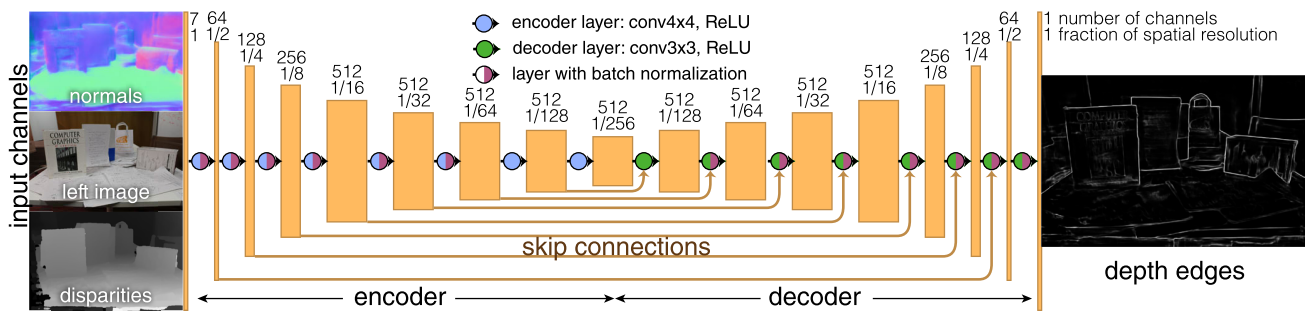 input channels
normals
left image
COMPUTER
GRAPHICS
disparities
7
1
64
1/2
128
1/4
256
1/8
512
1/16
512
1/32
512
1/64
512
1/128
512
1/256
512
1/128
512
1/64
512
1/32
512
1/16
256
1/8
128
1/4
64
1/2
1 number of channels
1 fraction of spatial resolution
encoder layer: conv4x4, ReLU
decoder layer: conv3x3, ReLU
layer with batch normalization
skip connections
encoder
decoder
depth edges